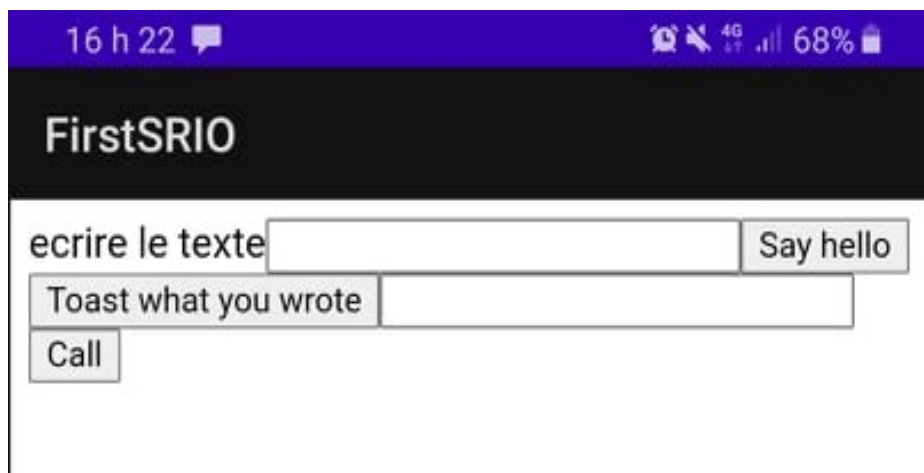 16 h 22 4G 68%
FirstSRIO
ecrire le texte Say hello
Toast what you wrote
Call